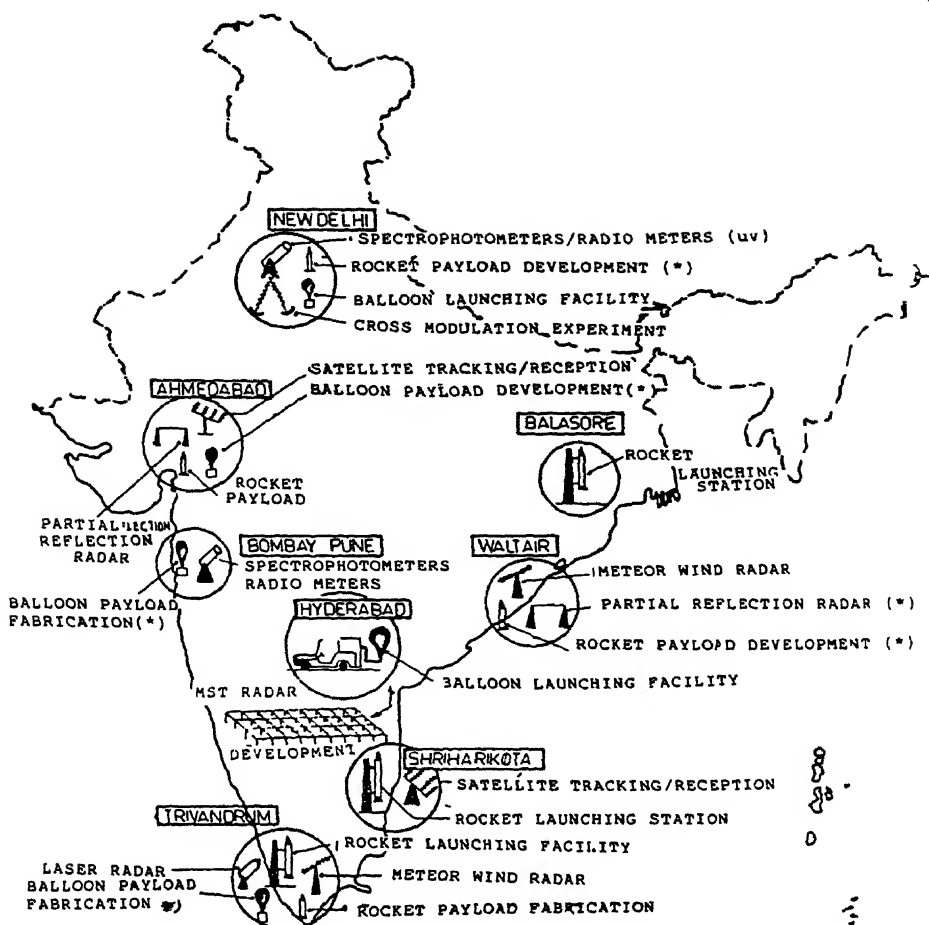 NEW DELHI
SPECTROPHOTOMETERS/RADIO METERS (uv)
ROCKET PAYLOAD DEVELOPMENT (*)
BALLOON LAUNCHING FACILITY
CROSS MODULATION EXPERIMENT
SATELLITE TRACKING/RECEPTION
AHMEDABAD
BALLOON PAYLOAD DEVELOPMENT(*)
ROCKET
PAYLOAD
PARTIAL
REFLECTION
RADAR
BALASORE
ROCKET
LAUNCHING
STATION
BOMBAY PUNE
SPECTROPHOTOMETERS
RADIO METERS
BALLOON PAYLOAD
FABRICATION(*)
WALTAIR
METEOR WIND RADAR
PARTIAL REFLECTION RADAR (*)
ROCKET PAYLOAD DEVELOPMENT (*)
HYDERABAD
BALLOON LAUNCHING FACILITY
MST RADAR
DEVELOPMENT
SHRIHARIKOTA
SATELLITE TRACKING/RECEPTION
ROCKET LAUNCHING STATION
TRIVANDRUM
ROCKET LAUNCHING FACILITY
LASER RADAR
BALLOON PAYLOAD
FABRICATION *)
METEOR WIND RADAR
ROCKET PAYLOAD FABRICATION